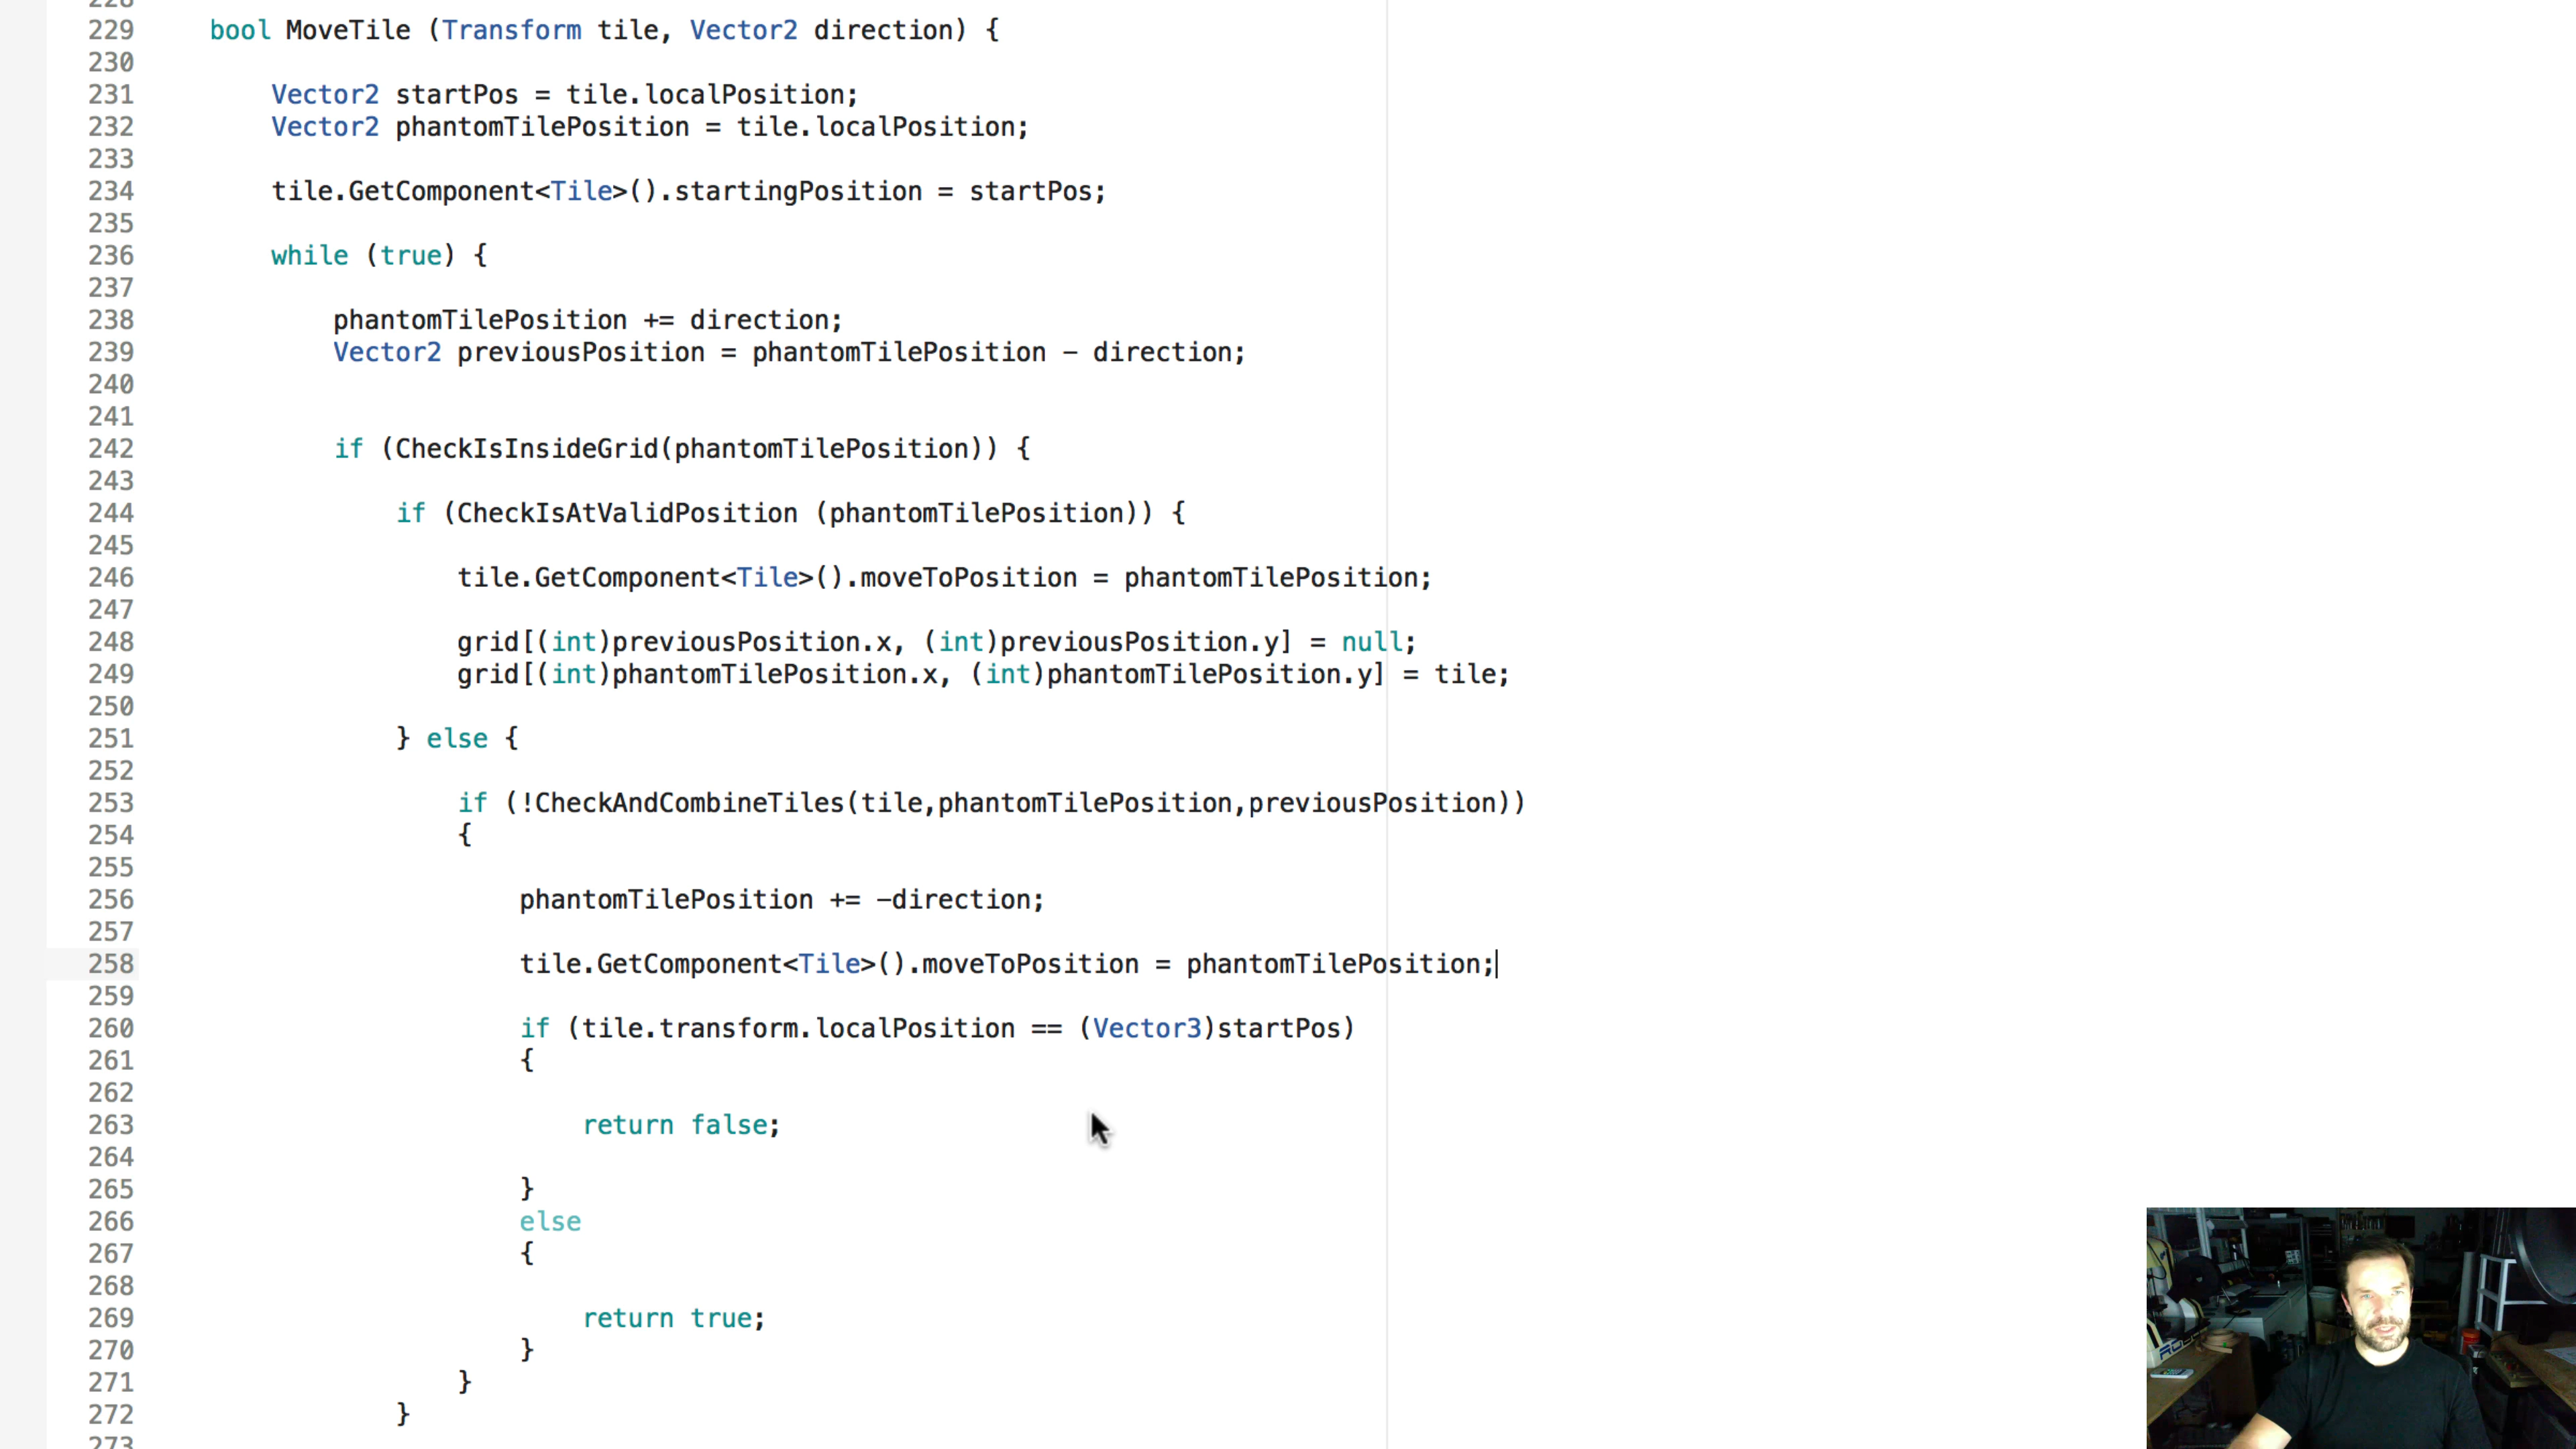 228
229 bool MoveTile (Transform tile, Vector2 direction) {
230
231 Vector2 startPos = tile.localPosition;
232 Vector2 phantomTilePosition = tile.localPosition;
233
234 tile.GetComponent<Tile>().startingPosition = startPos;
235
236 while (true) {
237
238 phantomTilePosition += direction;
239 Vector2 previousPosition = phantomTilePosition - direction;
240
241
242 if (CheckIsInsideGrid(phantomTilePosition)) {
243
244 if (CheckIsAtValidPosition (phantomTilePosition)) {
245
246 tile.GetComponent<Tile>().moveToPosition = phantomTilePosition;
247
248 grid[(int)previousPosition.x, (int)previousPosition.y] = null;
249 grid[(int)phantomTilePosition.x, (int)phantomTilePosition.y] = tile;
250
251 } else {
252
253 if (!CheckAndCombineTiles(tile,phantomTilePosition,previousPosition))
254 {
255
256 phantomTilePosition += -direction;
257
258 tile.GetComponent<Tile>().moveToPosition = phantomTilePosition;
259
260 if (tile.transform.localPosition == (Vector3)startPos)
261 {
262
263 return false;
264
265 }
266 else
267 {
268
269 return true;
270 }
271 }
272 }
273